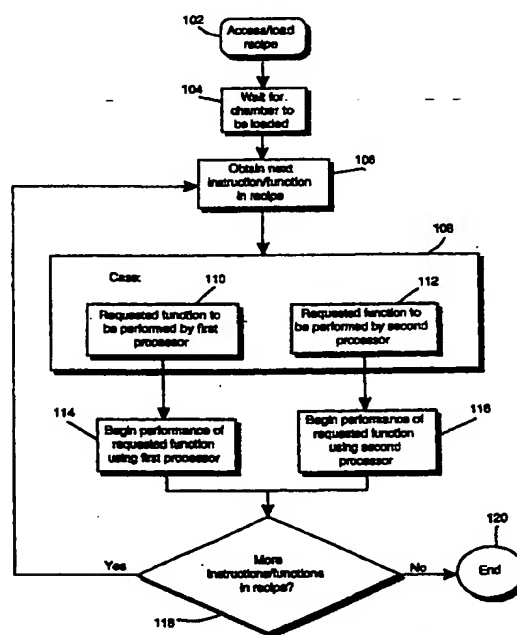 102
Access/load
recipe
104
Wait for
chamber to
be loaded
106
Obtain next
instruction/function
in recipe
108
Case:
110
112
Requested function to
be performed by first
processor
Requested function to
be performed by second
processor
114
Begin performance of
requested function
using first processor
116
Begin performance of
requested function
using second
processor
120
Yes
More
instructions/functions
in recipe?
No
End
118